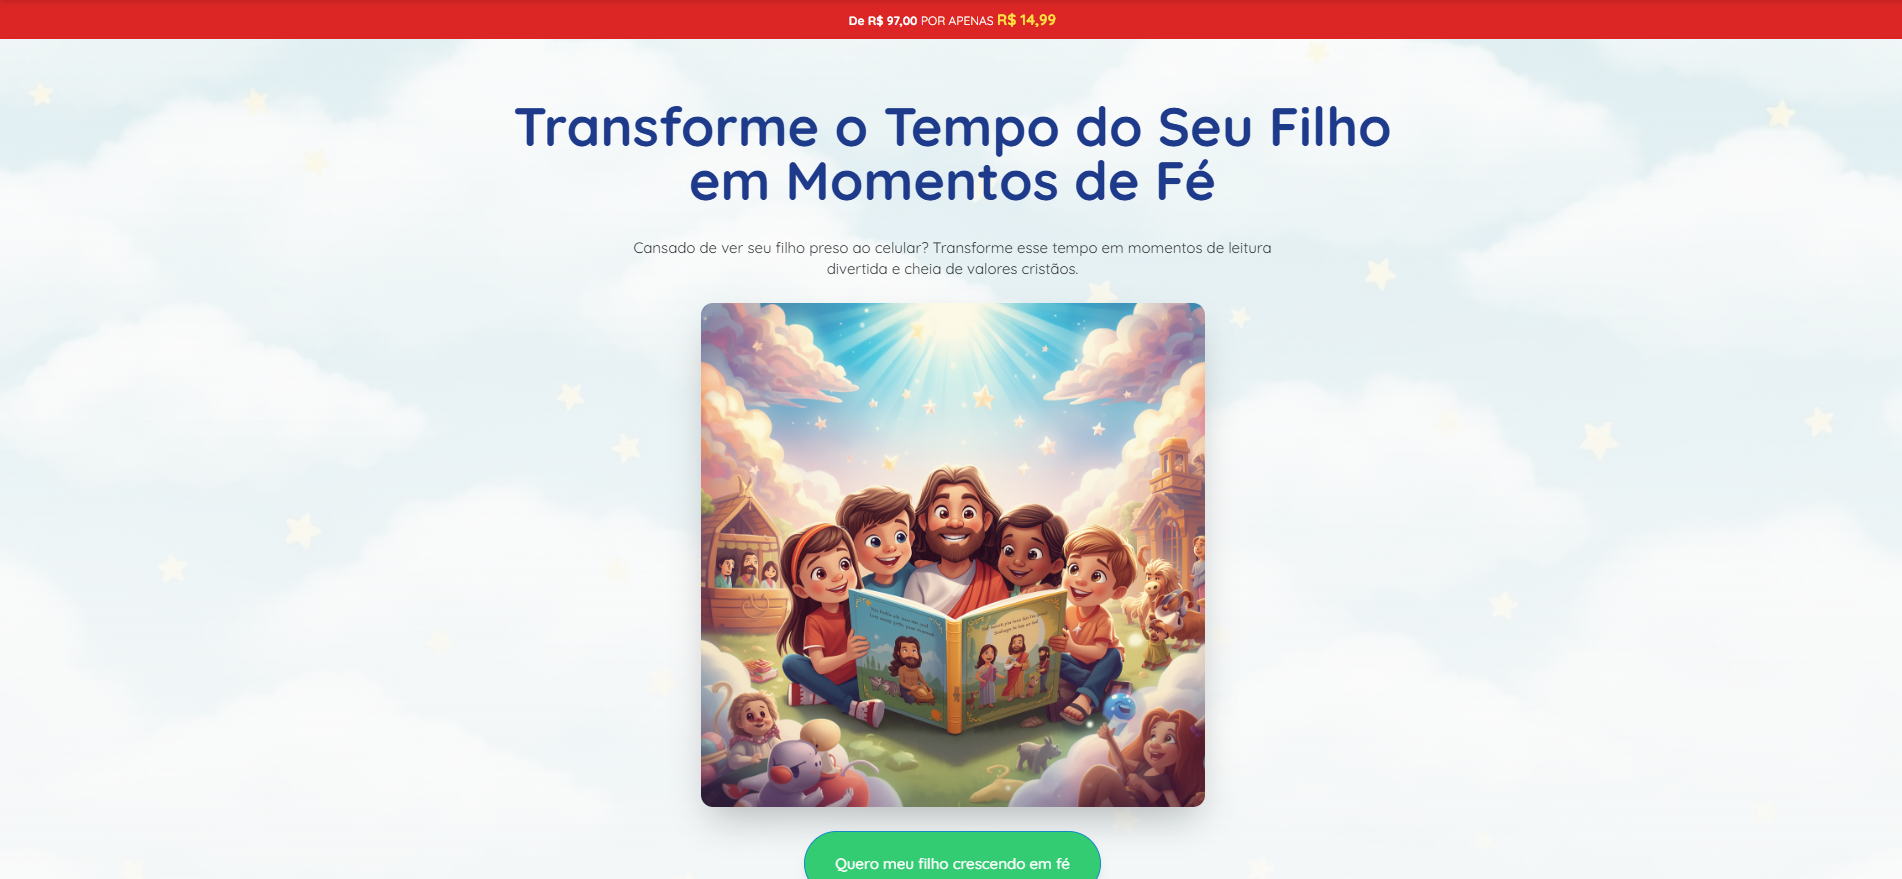 De R$ 97,00 POR APENAS R$ 14,99
Transforme o Tempo do Seu Filho
em Momentos de Fé
Cansado de ver seu filho preso ao celular? Transforme esse tempo em momentos de leitura
divertida e cheia de valores cristãos.
Quero meu filho crescendo em fé